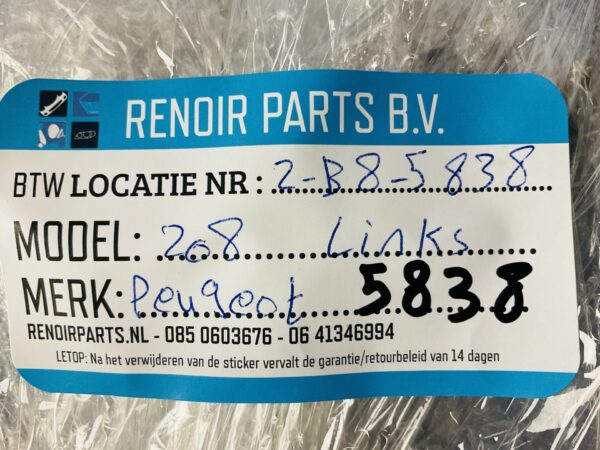 RENOIR PARTS B.V.
BTW LOCATIE NR : 2-B8-5838
MODEL: 208 Links
MERK: Peugeot 5838
RENOIRPARTS.NL - 085 0603676 - 06 41346994
LETOP: Na het verwijderen van de sticker vervalt de garantie/retourbeleid van 14 dagen